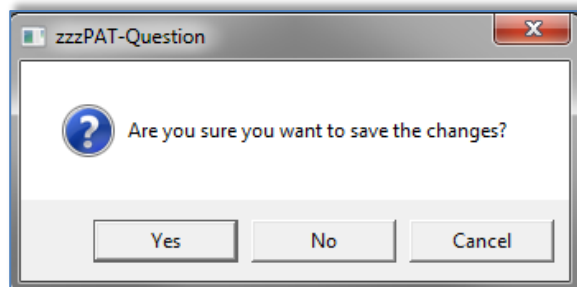 zzzPAT-Question
Are you sure you want to save the changes?
Yes No Cancel